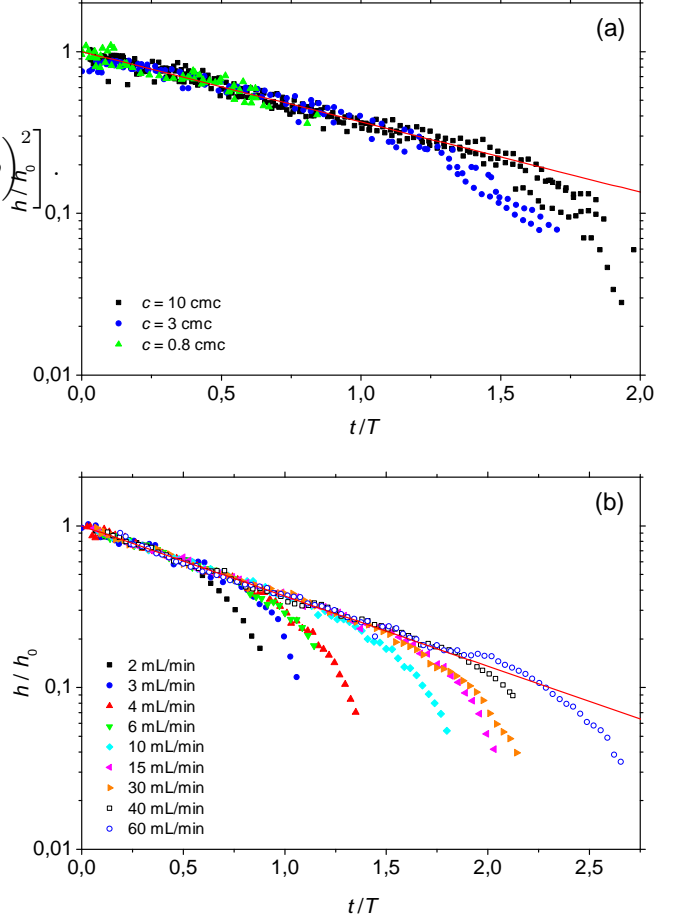 (a)
1
0,1
0,01
h / h0
2
c = 10 cmc
c = 3 cmc
c = 0.8 cmc
0,0 0,5 1,0 1,5 2,0
t/T
(b)
1
0,1
0,01
h / h0
2 mL/min
3 mL/min
4 mL/min
6 mL/min
10 mL/min
15 mL/min
30 mL/min
40 mL/min
60 mL/min
0,0 0,5 1,0 1,5 2,0 2,5
t/T